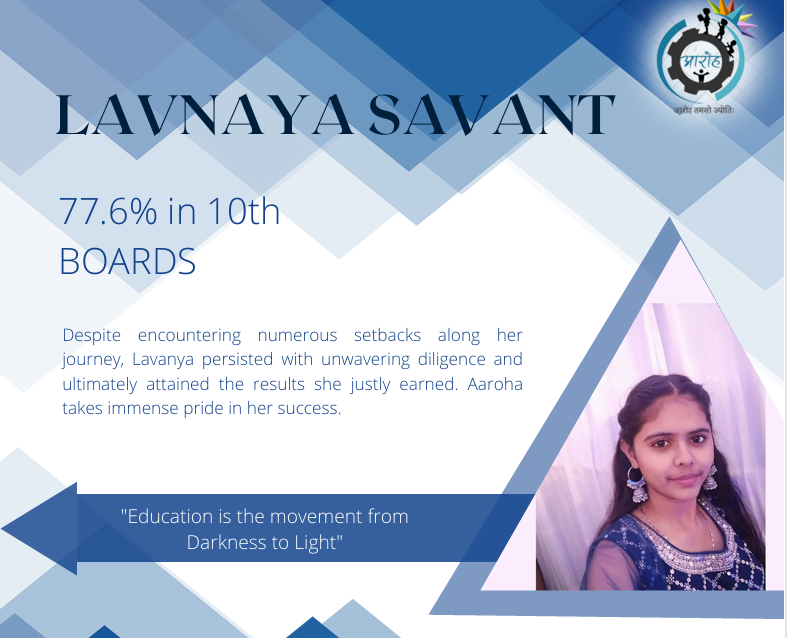 आरोह
आरोह तमसो ज्योतिः
LAVNAYA SAVANT
77.6% in 10th
BOARDS
Despite encountering numerous setbacks along her
journey, Lavanya persisted with unwavering diligence and
ultimately attained the results she justly earned. Aaroha
takes immense pride in her success.
"Education is the movement from
Darkness to Light"